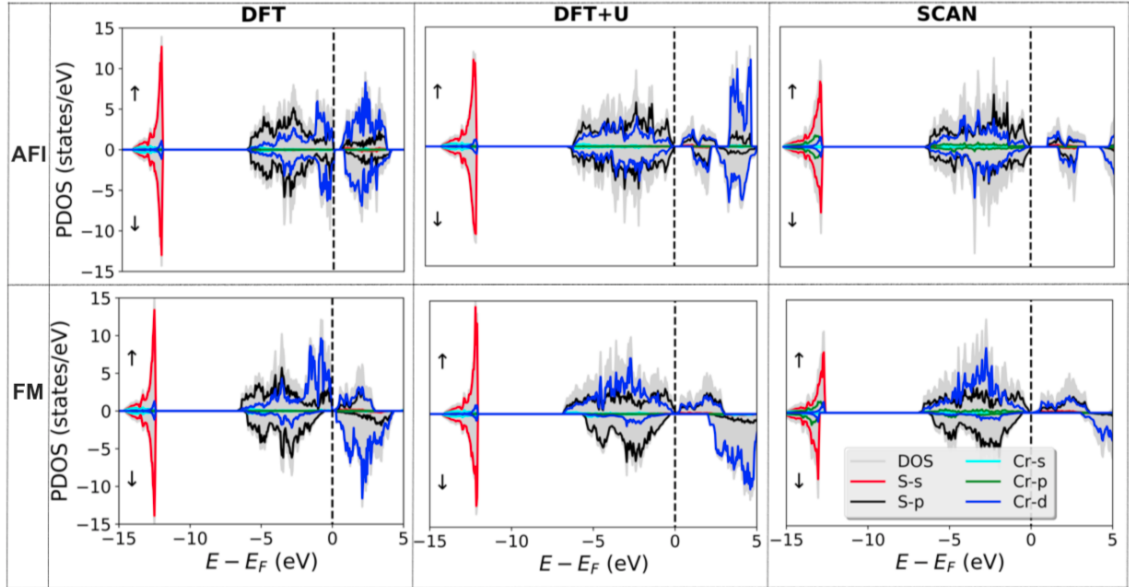 DFT DFT+U SCAN
AFI
PDOS (states/eV)
15
10
5
0
−5
−10
−15
↑
↓
↑
↓
↑
↓
FM
PDOS (states/eV)
15
10
5
0
−5
−10
−15
↑
↓
↑
↓
↑
↓
DOS Cr-s
S-s Cr-p
S-p Cr-d
−15 −10 −5 0 5 −15 −10 −5 0 5 −15 −10 −5 0 5
E − E_F (eV) E − E_F (eV) E − E_F (eV)